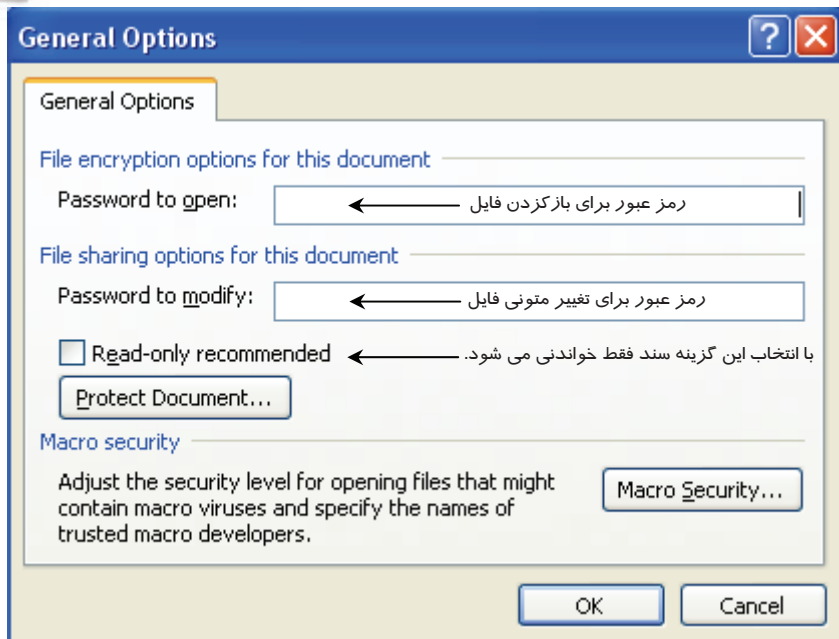 General Options
General Options
File encryption options for this document
Password to open:
رمز عبور برای بازکردن فایل
File sharing options for this document
Password to modify:
رمز عبور برای تغییر متونی فایل
Read-only recommended
با انتخاب این گزینه سند فقط خواندنی می شود.
Protect Document...
Macro security
Adjust the security level for opening files that might
contain macro viruses and specify the names of
trusted macro developers.
Macro Security...
OK
Cancel